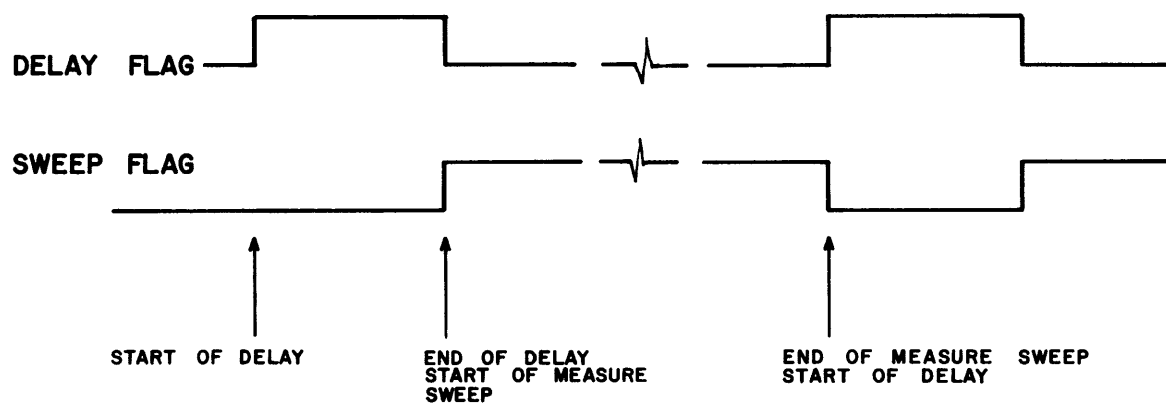 DELAY FLAG
SWEEP FLAG
START OF DELAY
END OF DELAY
START OF MEASURE
SWEEP
END OF MEASURE SWEEP
START OF DELAY